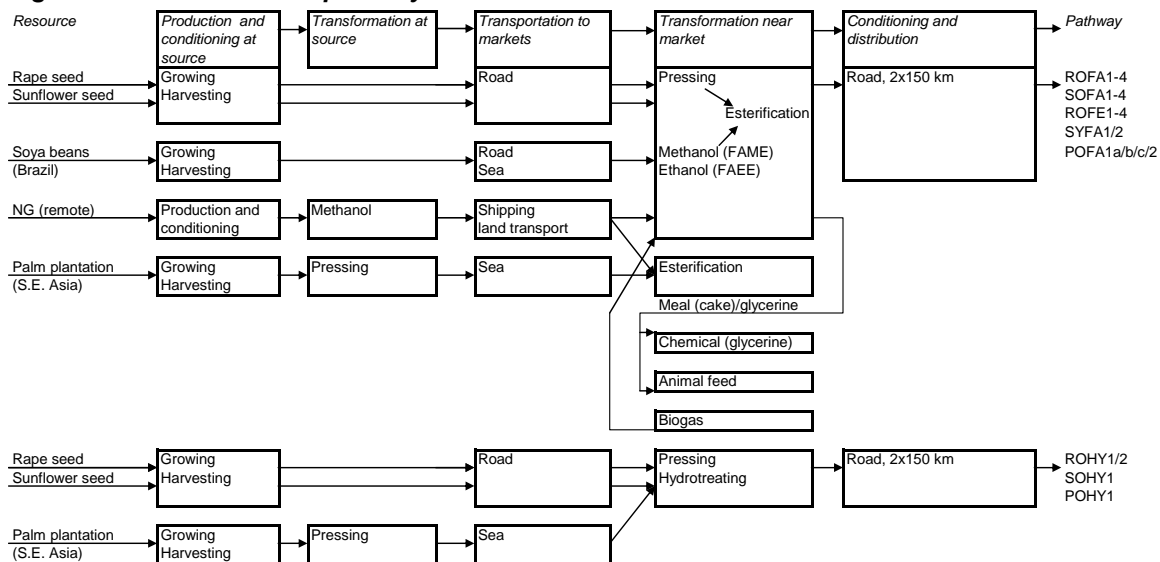 Resource
Production and
conditioning at
source
Transformation at
source
Transportation to
markets
Transformation near
market
Conditioning and
distribution
Pathway
Rape seed
Sunflower seed
Growing
Harvesting
Road
Pressing
Esterification
Methanol (FAME)
Ethanol (FAEE)
Road, 2x150 km
ROFA1-4
SOFA1-4
ROFE1-4
SYFA1/2
POFA1a/b/c/2
Soya beans
(Brazil)
Growing
Harvesting
Road
Sea
NG (remote)
Production and
conditioning
Methanol
Shipping
land transport
Palm plantation
(S.E. Asia)
Growing
Harvesting
Pressing
Sea
Esterification
Meal (cake)/glycerine
Chemical (glycerine)
Animal feed
Biogas
Rape seed
Sunflower seed
Growing
Harvesting
Road
Pressing
Hydrotreating
Road, 2x150 km
ROHY1/2
SOHY1
POHY1
Palm plantation
(S.E. Asia)
Growing
Harvesting
Pressing
Sea